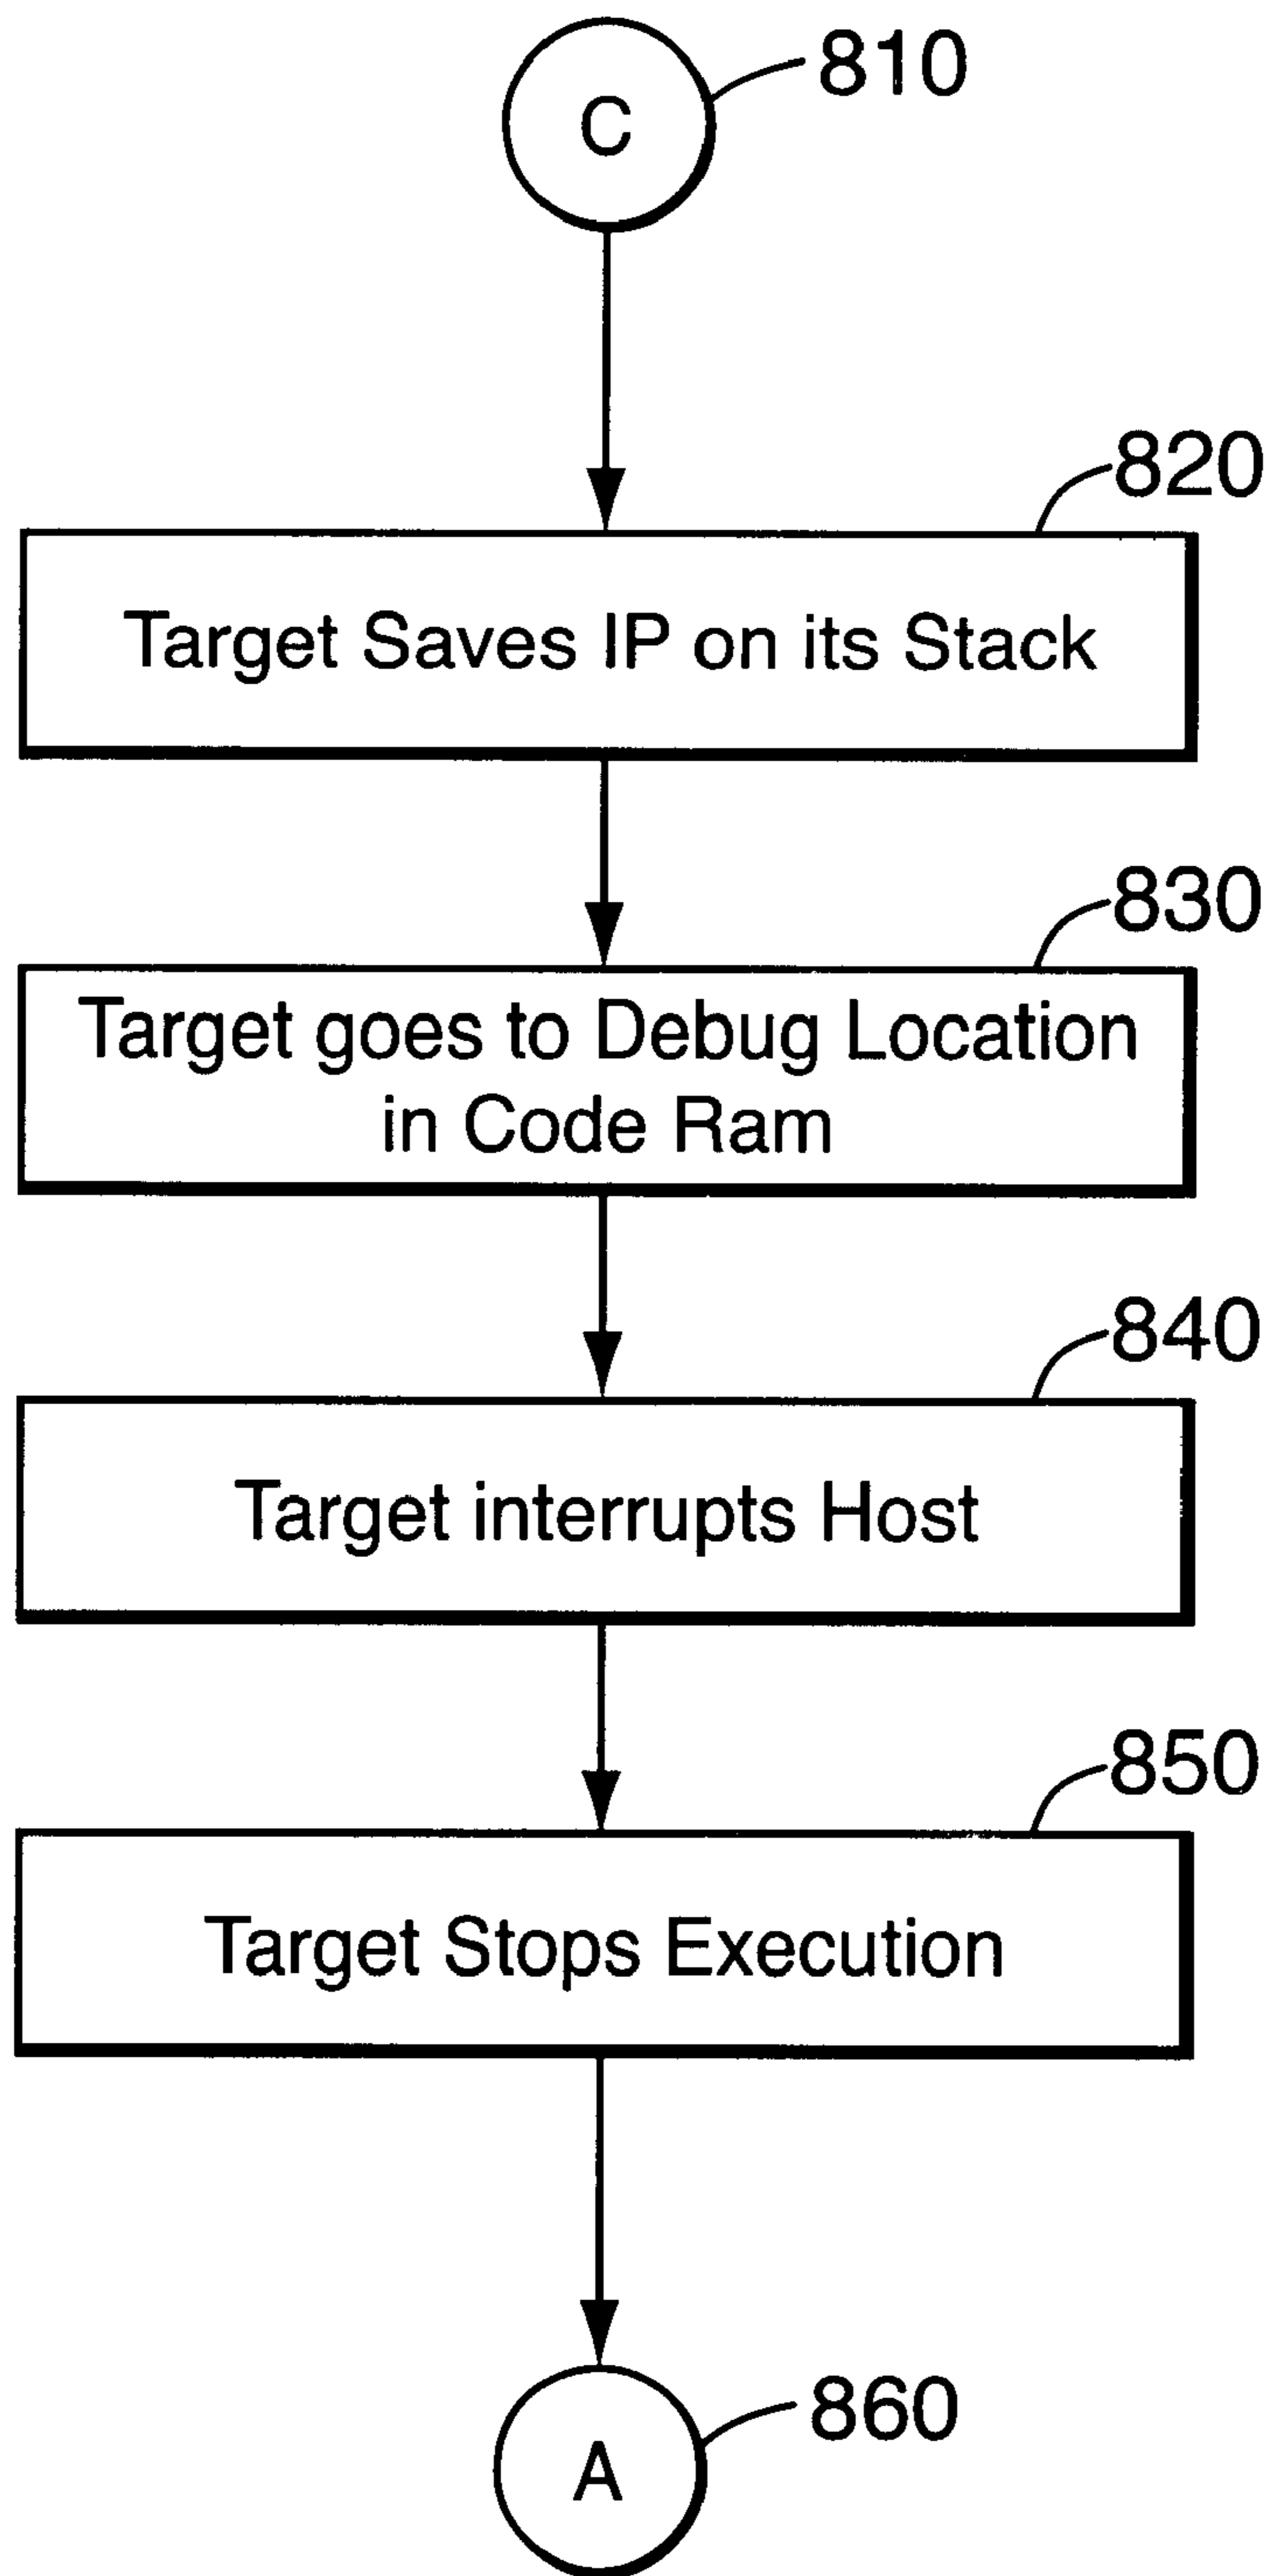 C
810
820
Target Saves IP on its Stack
830
Target goes to Debug Location
in Code Ram
840
Target interrupts Host
850
Target Stops Execution
860
A